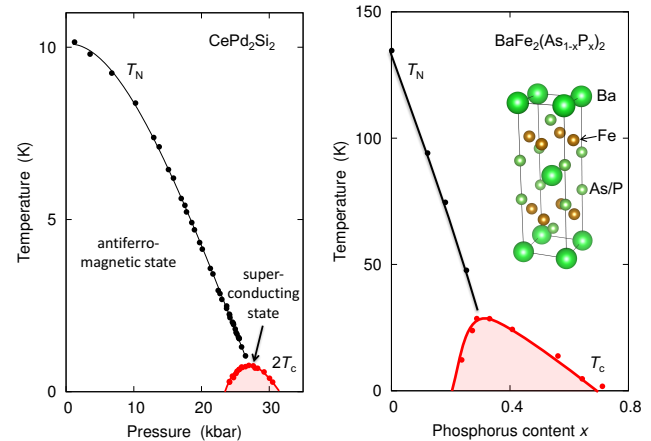 CePd2Si2
TN
antiferro-
magnetic state
super-
conducting
state
2Tc
10
5
0
Temperature (K)
0
10
20
30
Pressure (kbar)
BaFe2(As1-xPx)2
TN
Ba
Fe
As/P
Tc
150
100
50
0
Temperature (K)
0
0.4
0.8
Phosphorus content x